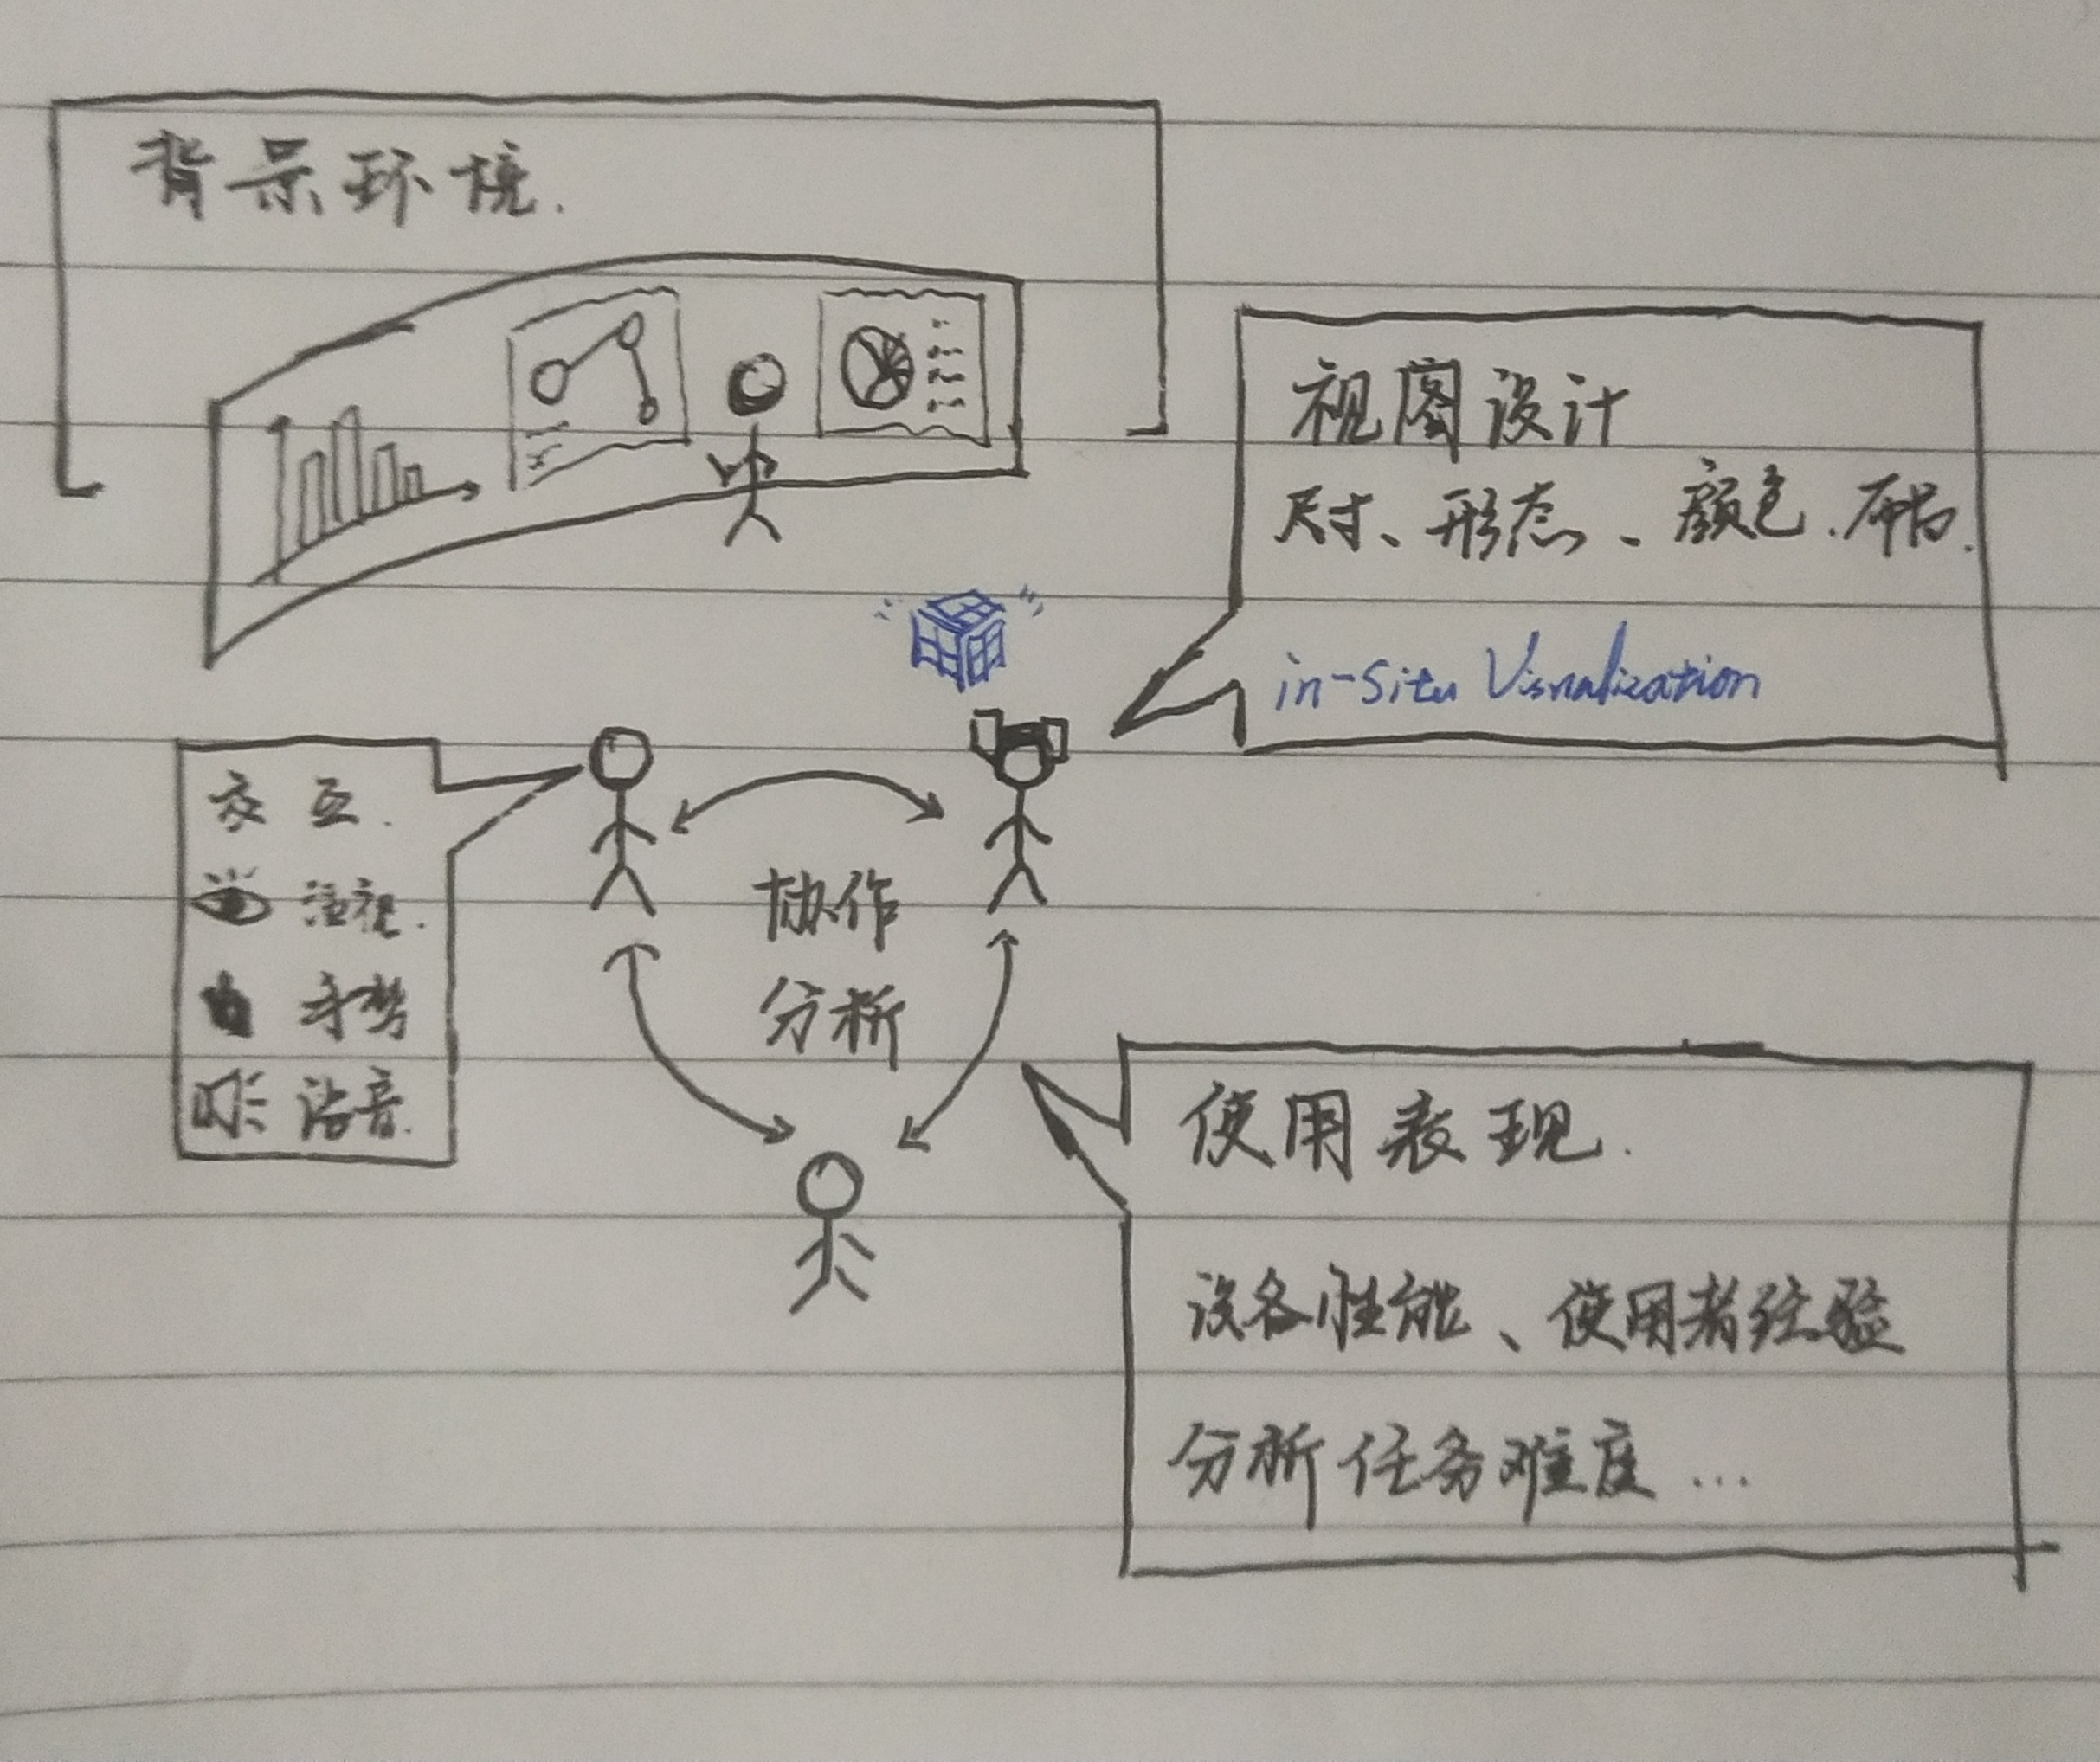 背景环境.
视图设计
尺寸、形态、颜色.布局.
in-situ Visualization
交互.
注视.
手势
语音.
协作
分析
使用表现.
设备性能、使用者经验
分析任务难度...